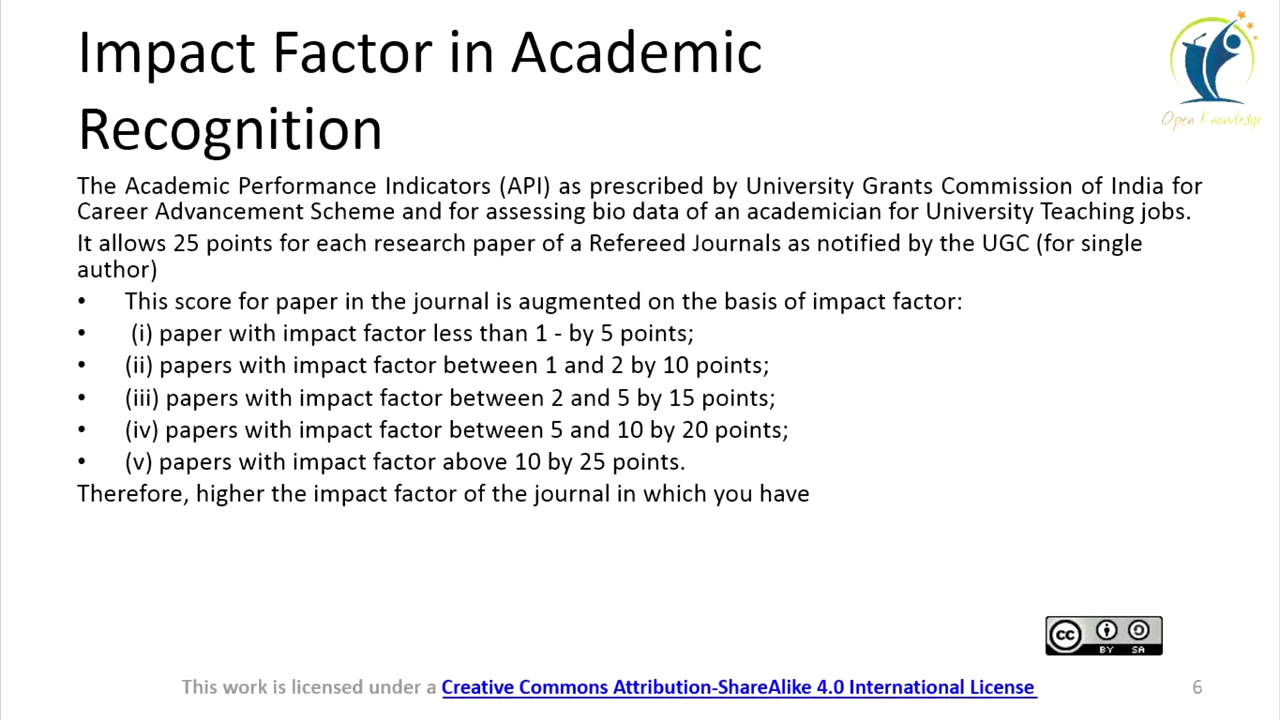 Impact Factor in Academic
Recognition
Open Knowledge
The Academic Performance Indicators (API) as prescribed by University Grants Commission of India for
Career Advancement Scheme and for assessing bio data of an academician for University Teaching jobs.
It allows 25 points for each research paper of a Refereed Journals as notified by the UGC (for single
author)
• This score for paper in the journal is augmented on the basis of impact factor:
• (i) paper with impact factor less than 1 - by 5 points;
• (ii) papers with impact factor between 1 and 2 by 10 points;
• (iii) papers with impact factor between 2 and 5 by 15 points;
• (iv) papers with impact factor between 5 and 10 by 20 points;
• (v) papers with impact factor above 10 by 25 points.
Therefore, higher the impact factor of the journal in which you have
cc BY SA
This work is licensed under a Creative Commons Attribution-ShareAlike 4.0 International License
6